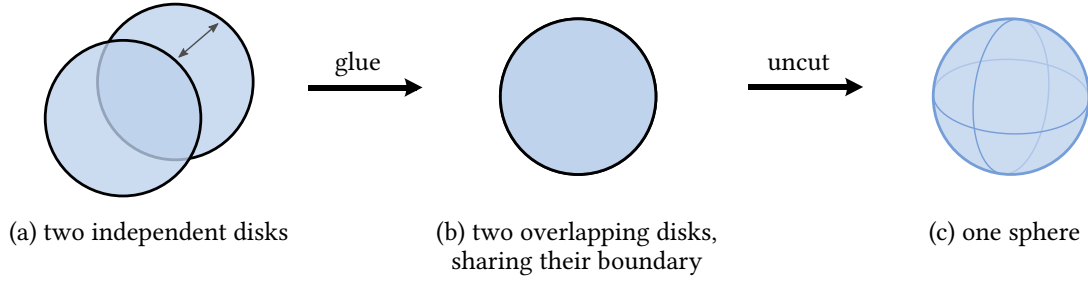 glue
uncut
(a) two independent disks
(b) two overlapping disks,
sharing their boundary
(c) one sphere